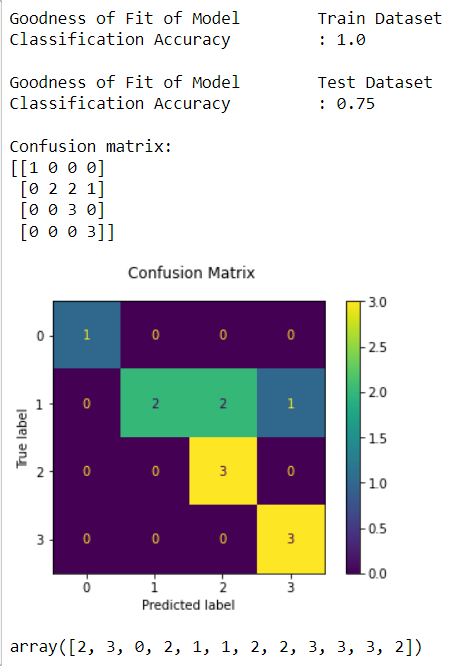 Goodness of Fit of Model Train Dataset
Classification Accuracy : 1.0
Goodness of Fit of Model Test Dataset
Classification Accuracy : 0.75
Confusion matrix:
[[1 0 0 0]
[0 2 2 1]
[0 0 3 0]
[0 0 0 3]]
Confusion Matrix
3.0
0 1 0 0 0
2.5
2.0
1 0 2 2 1
1.5
True label
2 0 0 3 0
1.0
0.5
3 0 0 0 3
0.0
0 1 2 3
Predicted label
array([2, 3, 0, 2, 1, 1, 2, 2, 3, 3, 3, 2])